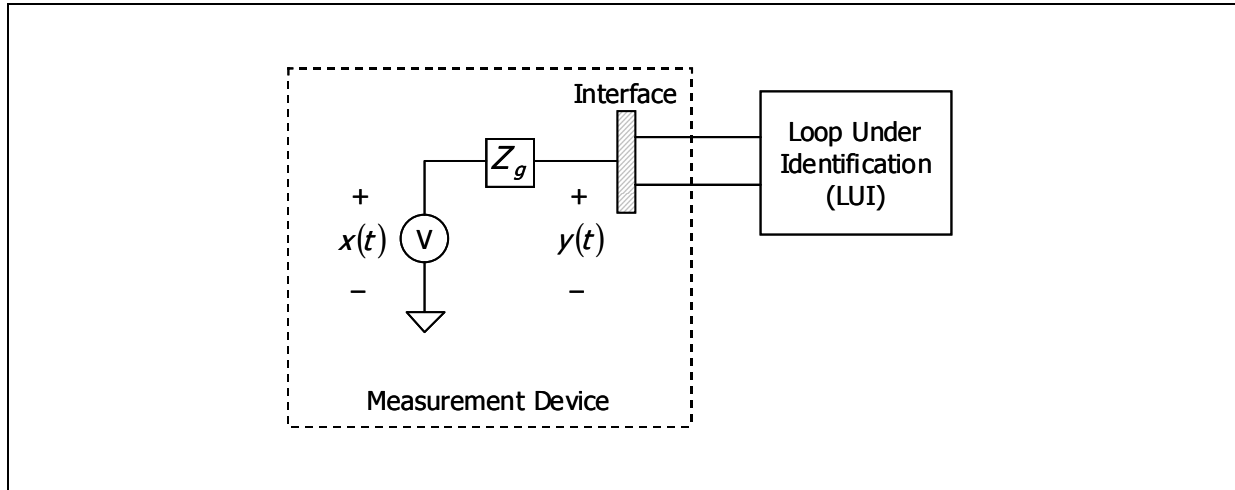 Interface
Loop Under
Identification
(LUI)
Z_g
+
+
x(t)
V
y(t)
−
−
Measurement Device